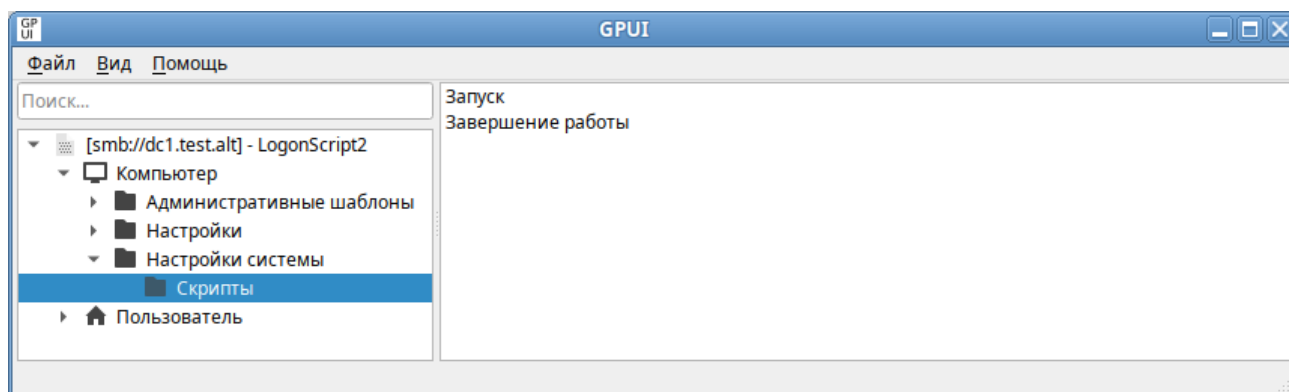 GP
UI
GPUI
Файл Вид Помощь
Поиск...
[smb://dc1.test.alt] - LogonScript2
Компьютер
Административные шаблоны
Настройки
Настройки системы
Скрипты
Пользователь
Запуск
Завершение работы